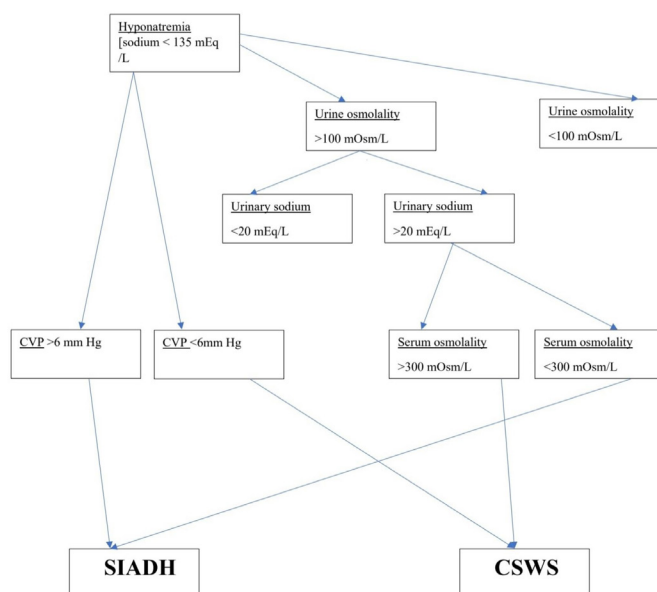 Hyponatremia
[sodium < 135 mEq
/L
Urine osmolality
>100 mOsm/L
Urine osmolality
<100 mOsm/L
Urinary sodium
<20 mEq/L
Urinary sodium
>20 mEq/L
CVP >6 mm Hg
CVP <6mm Hg
Serum osmolality
>300 mOsm/L
Serum osmolality
<300 mOsm/L
SIADH
CSWS